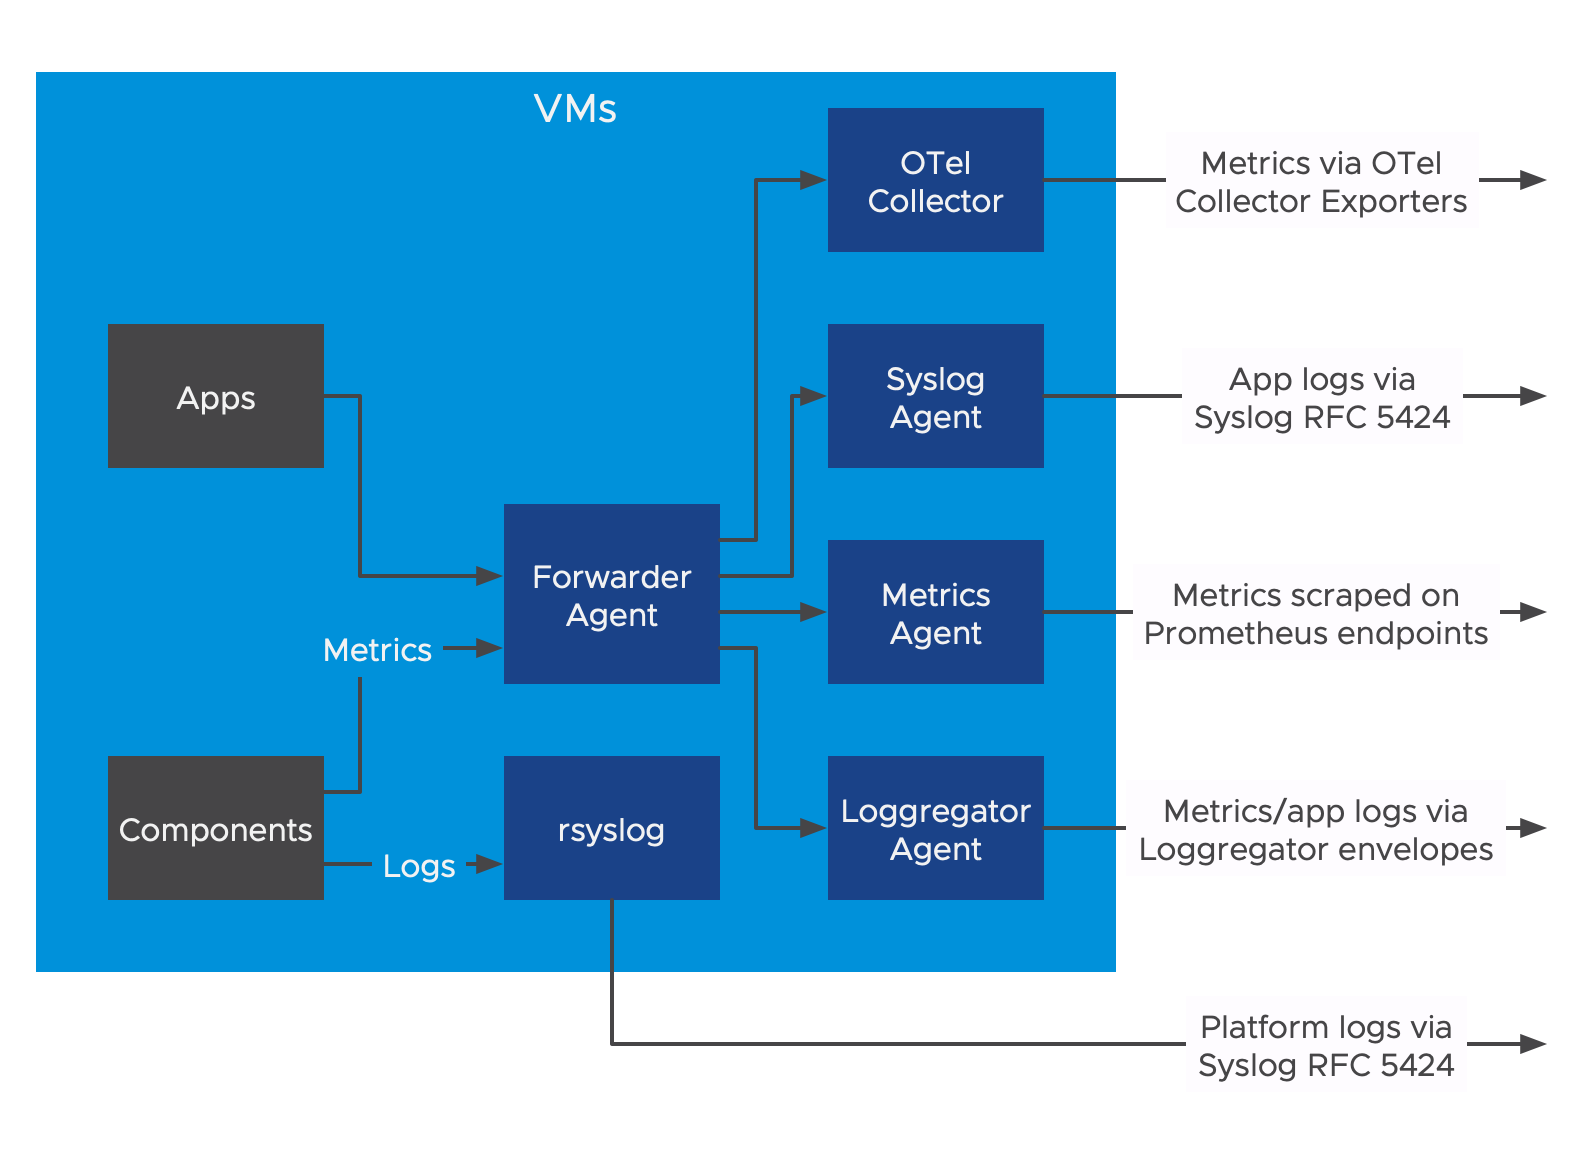 VMs
OTel
Collector
Metrics via OTel
Collector Exporters
Apps
Syslog
Agent
App logs via
Syslog RFC 5424
Forwarder
Agent
Metrics
Agent
Metrics scraped on
Prometheus endpoints
Metrics
Components
Logs
rsyslog
Loggregator
Agent
Metrics/app logs via
Loggregator envelopes
Platform logs via
Syslog RFC 5424